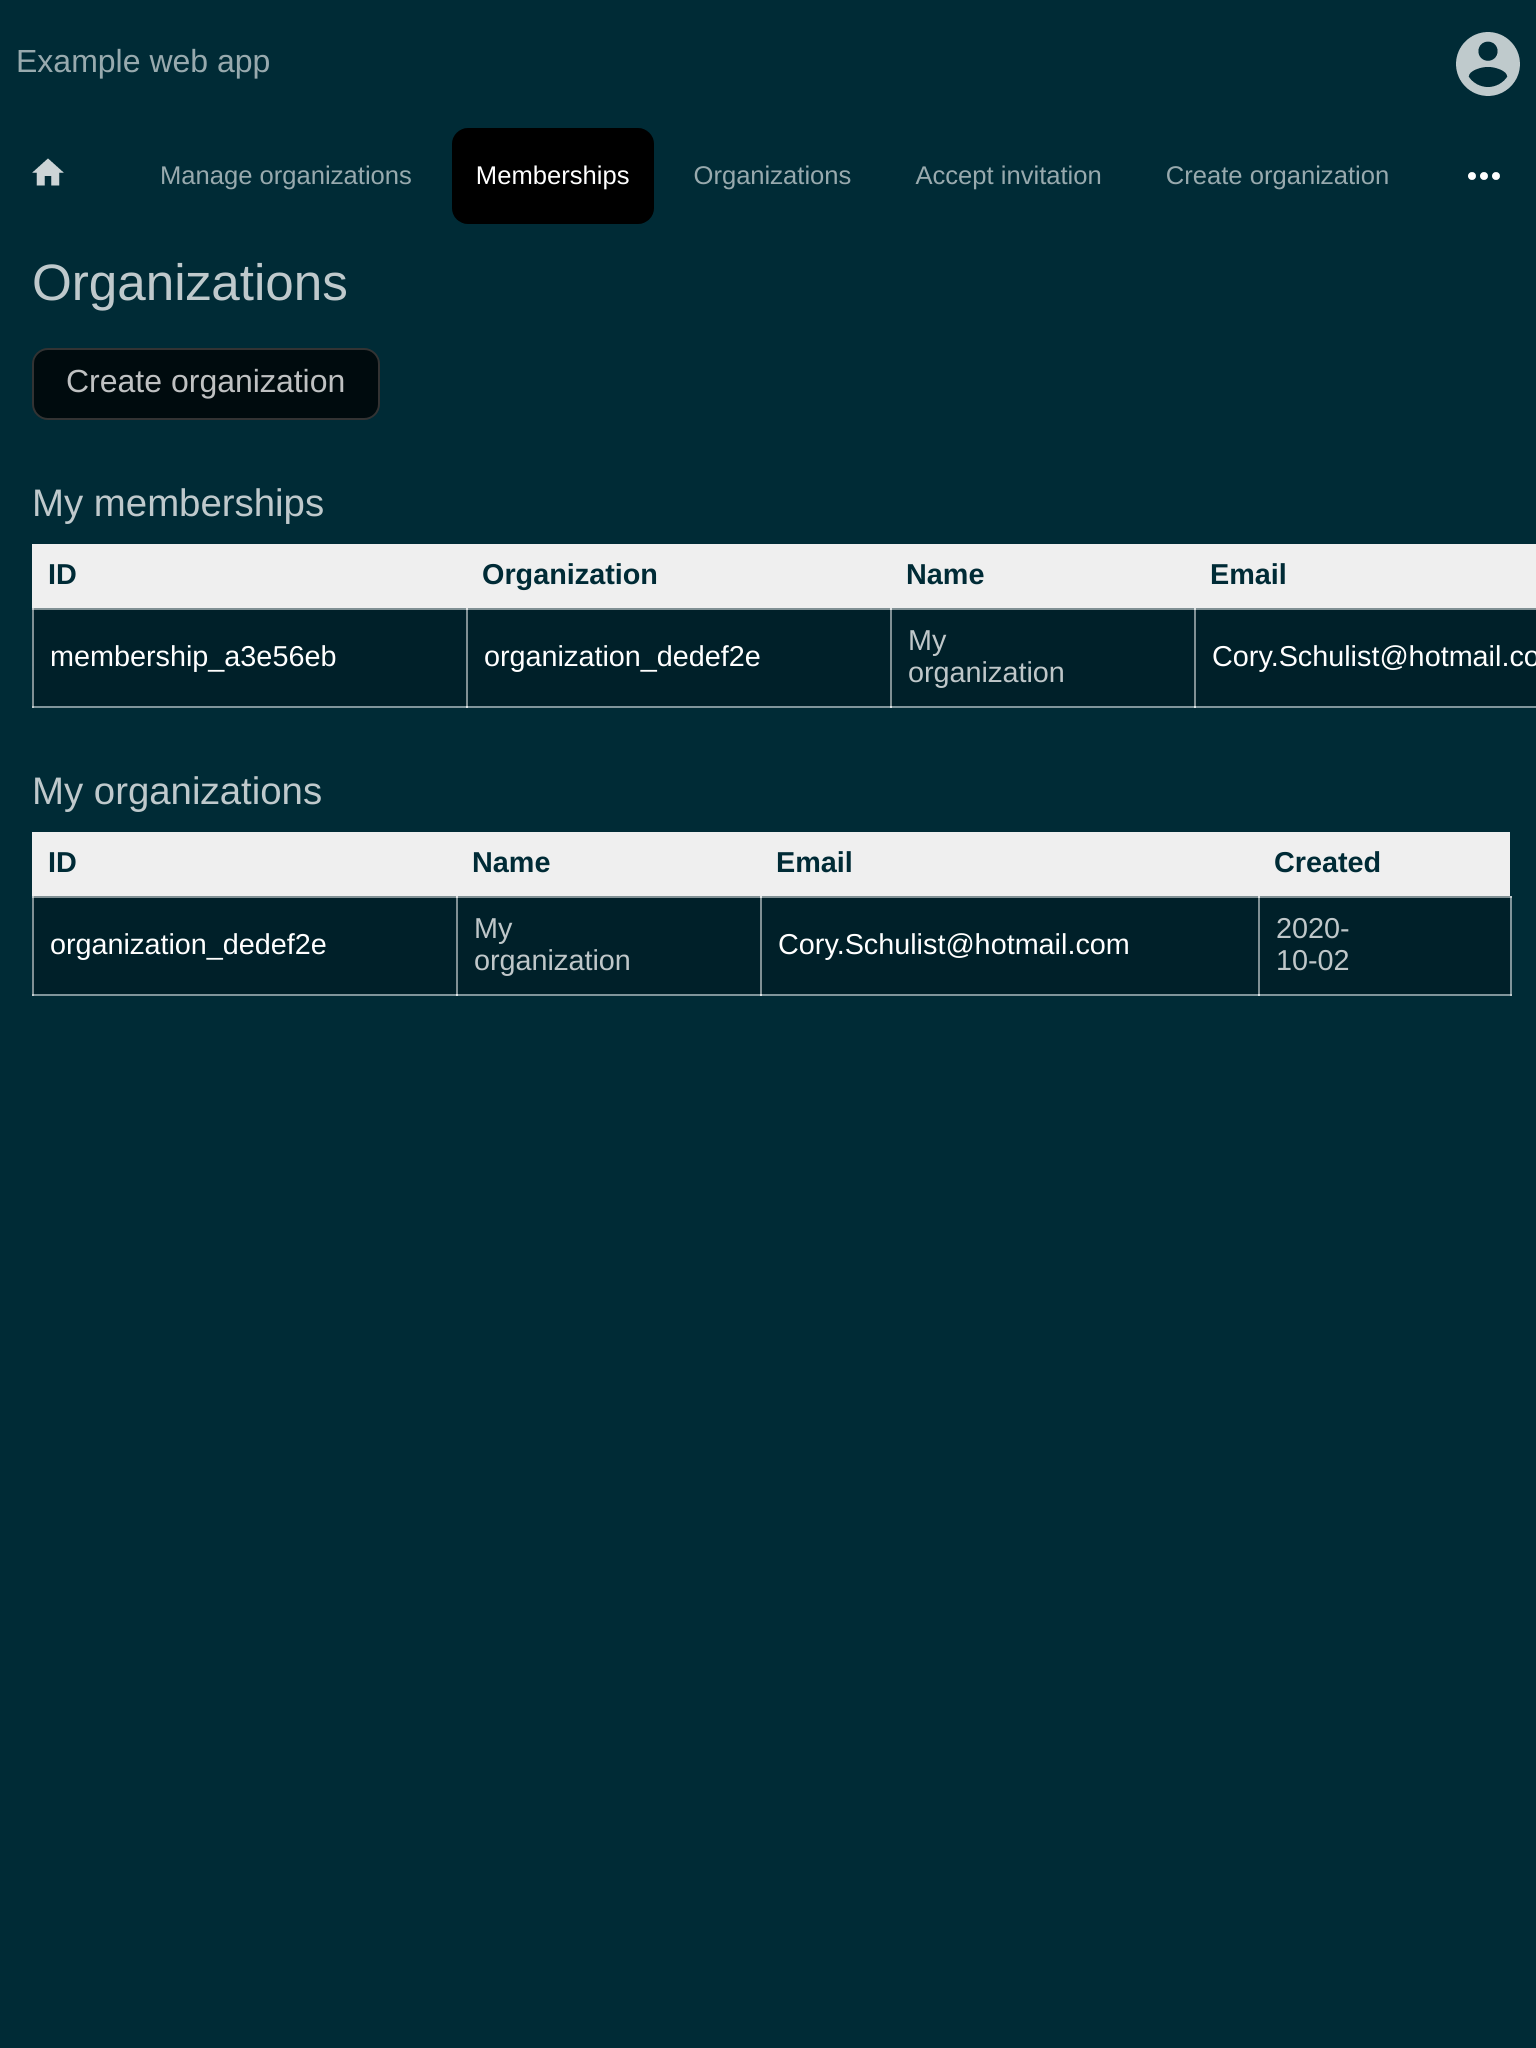 Example web app
Manage organizations Memberships Organizations Accept invitation Create organization
Organizations
Create organization
My memberships
ID Organization Name Email
membership_a3e56eb organization_dedef2e My organization Cory.Schulist@hotmail.co
My organizations
ID Name Email Created
organization_dedef2e My organization Cory.Schulist@hotmail.com 2020-10-02